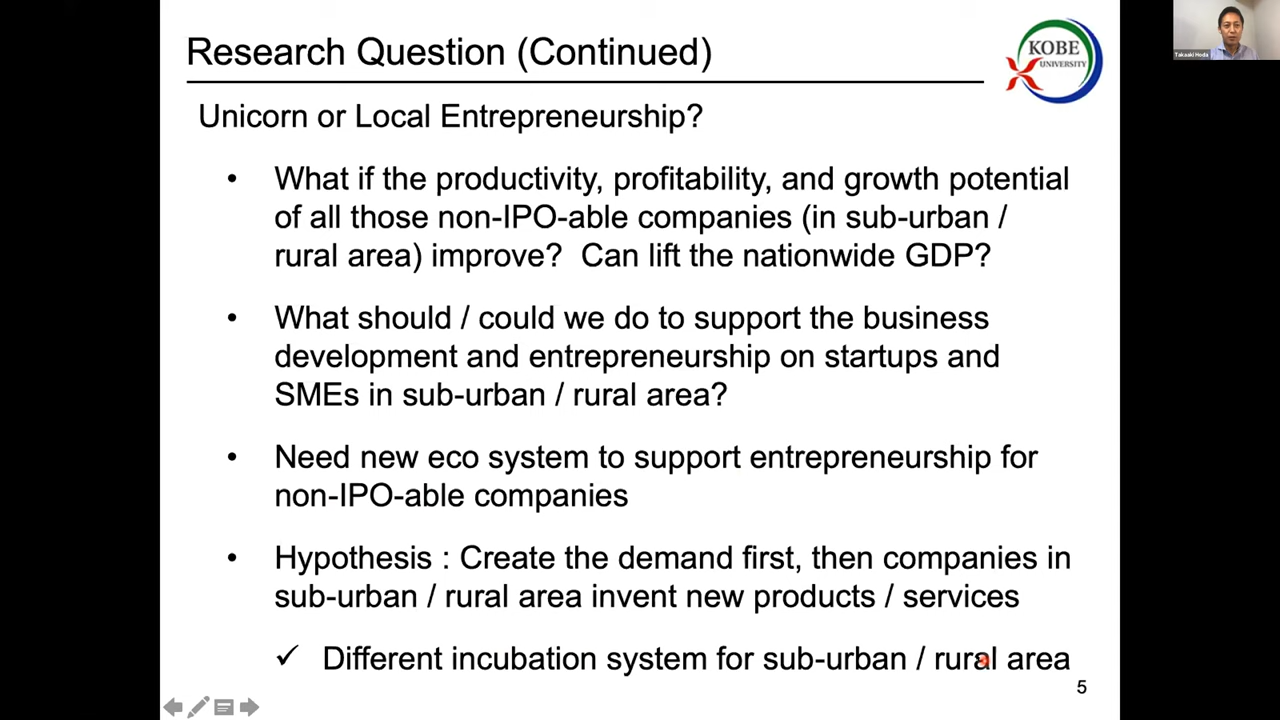 Research Question (Continued)
KOBE
UNIVERSITY
Takaaki Hoda
Unicorn or Local Entrepreneurship?
• What if the productivity, profitability, and growth potential
of all those non-IPO-able companies (in sub-urban /
rural area) improve?  Can lift the nationwide GDP?
• What should / could we do to support the business
development and entrepreneurship on startups and
SMEs in sub-urban / rural area?
• Need new eco system to support entrepreneurship for
non-IPO-able companies
• Hypothesis : Create the demand first, then companies in
sub-urban / rural area invent new products / services
✓ Different incubation system for sub-urban / rural area
5